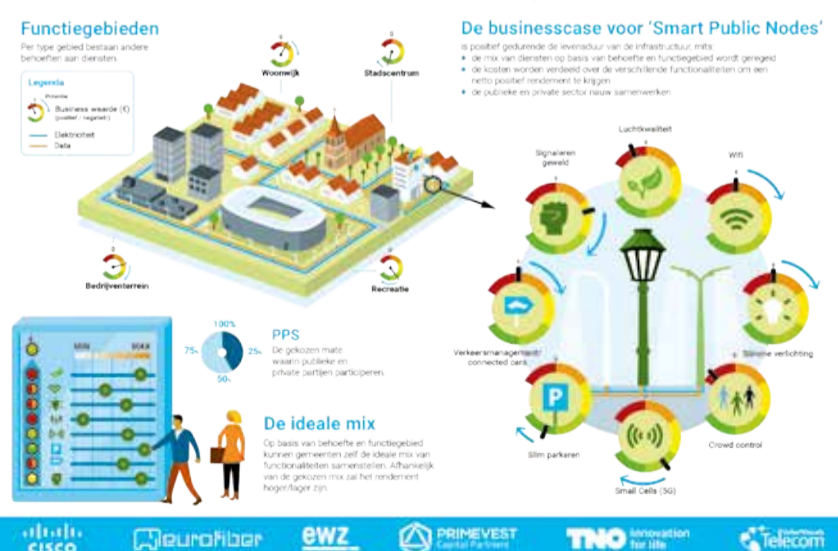 Functiegebieden
Per type gebied bestaan andere
behoeften aan diensten.
Legenda
Potentie
Business waarde (€)
(positief / negatief)
Elektriciteit
Data
Woonwijk
Stadscentrum
Bedrijventerrein
Recreatie
De businesscase voor ‘Smart Public Nodes’
is positief gedurende de levensduur van de infrastructuur, mits:
de mix van diensten op basis van behoefte en functiegebied wordt geregeld
de kosten worden verdeeld over de verschillende functionaliteiten om een
netto positief rendement te krijgen
de publieke en private sector nauw samenwerken
Luchtkwaliteit
Signaleren
geweld
Wifi
Verkeersmanagement/
connected cars
Slimme verlichting
P
Slim parkeren
Crowd control
Small Cells (5G)
100%
75%
25%
50%
PPS
De gekozen mate
waarin publieke en
private partijen participeren.
De ideale mix
Op basis van behoefte en functiegebied
kunnen gemeenten zelf de ideale mix van
functionaliteiten samenstellen. Afhankelijk
van de gekozen mix zal het rendement
hoger/lager zijn.
CISCO
eurofiber
ewz
PRIMEVEST
Capital Partners
TNO innovation
for life
Telecom